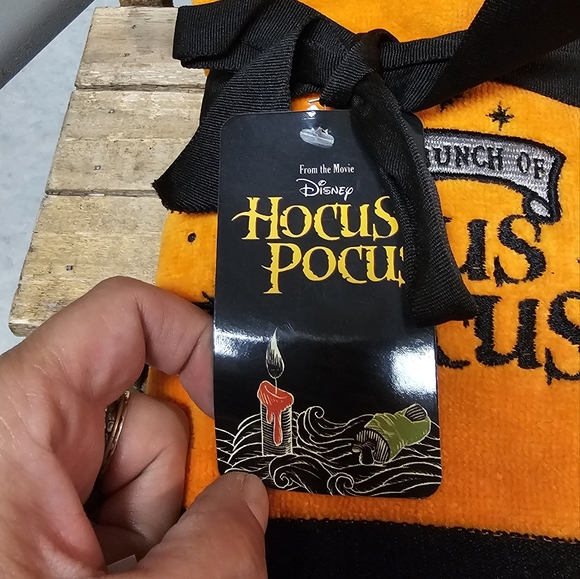 From the Movie
Disney
HOCUS
POCUS
BUNCH OF
US
CUS